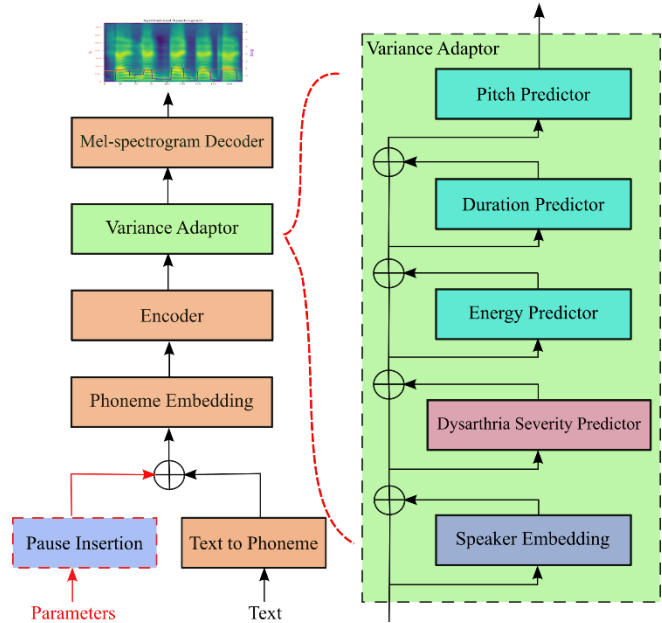 Mel-spectrogram Decoder
Variance Adaptor
Encoder
Phoneme Embedding
Pause Insertion
Text to Phoneme
Parameters
Text
Variance Adaptor
Pitch Predictor
Duration Predictor
Energy Predictor
Dysarthria Severity Predictor
Speaker Embedding